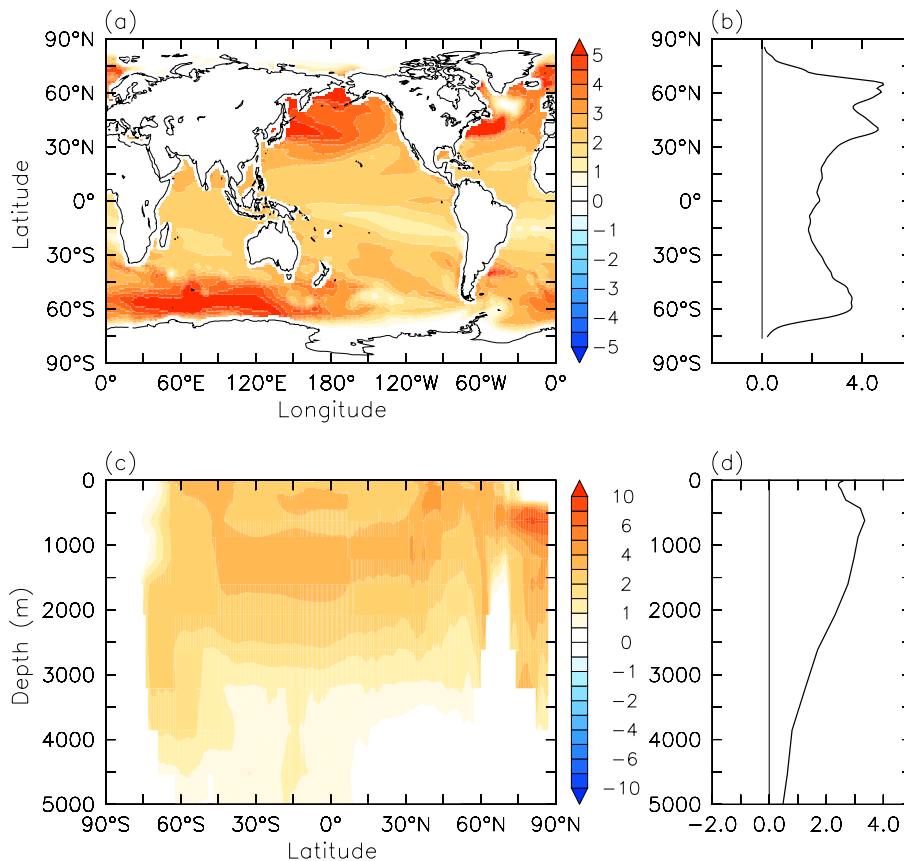 (a)
90°N
60°N
30°N
0°
30°S
60°S
90°S
Latitude
0° 60°E 120°E 180° 120°W 60°W 0°
Longitude
5
4
3
2
1
0
−1
−2
−3
−4
−5
(b)
90°N
60°N
30°N
0°
30°S
60°S
90°S
0.0 4.0
(c)
0
1000
2000
3000
4000
5000
Depth (m)
90°S 60°S 30°S 0° 30°N 60°N 90°N
Latitude
10
6
4
2
1
0
−1
−2
−4
−6
−10
(d)
0
1000
2000
3000
4000
5000
−2.0 0.0 2.0 4.0